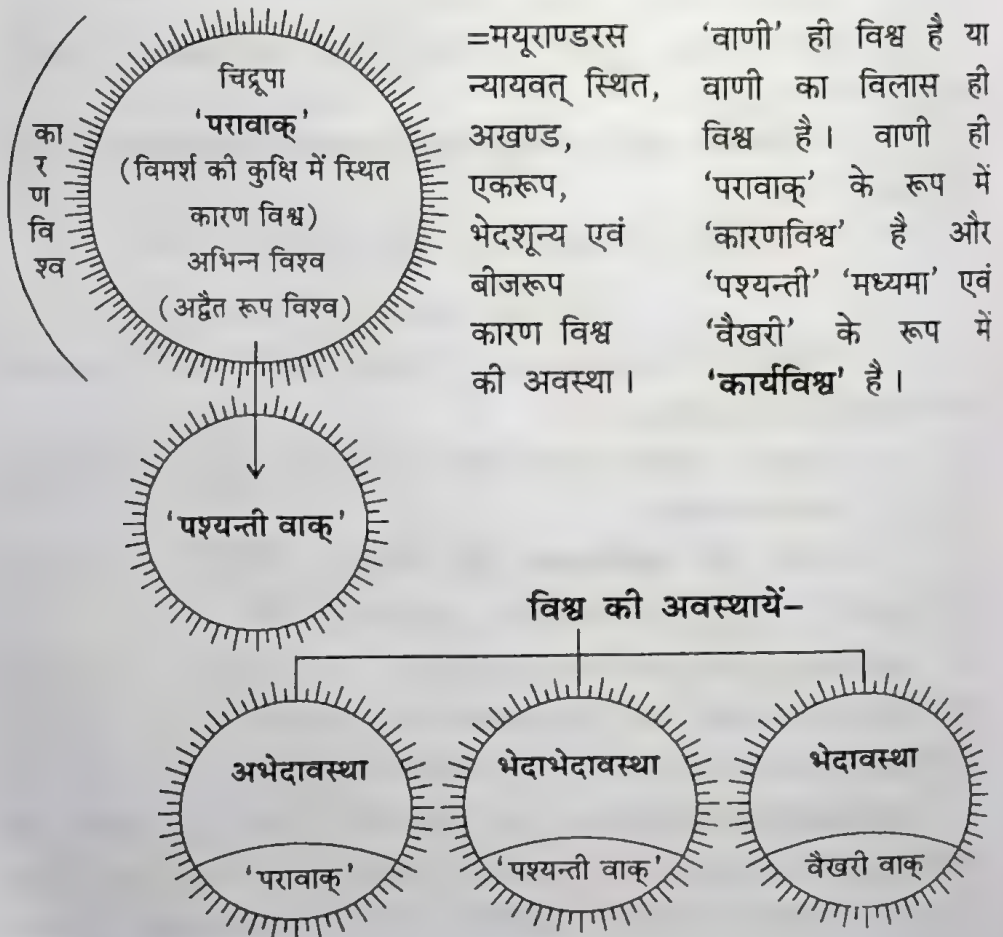 का
र
ण
वि
श्व
चिद्रूपा
'परावाक्'
(विमर्श की कुक्षि में स्थित
कारण विश्व)
अभिन्न विश्व
(अद्वैत रूप विश्व)
=मयूराण्डरस
न्यायवत् स्थित,
अखण्ड,
एकरूप,
भेदशून्य एवं
बीजरूप
कारण विश्व
की अवस्था।
'वाणी' ही विश्व है या
वाणी का विलास ही
विश्व है। वाणी ही
'परावाक्' के रूप में
'कारणविश्व' है और
'पश्यन्ती' 'मध्यमा' एवं
'वैखरी' के रूप में
'कार्यविश्व' है।
'पश्यन्ती वाक्'
विश्व की अवस्थायें–
अभेदावस्था
'परावाक्'
भेदाभेदावस्था
'पश्यन्ती वाक्'
भेदावस्था
वैखरी वाक्